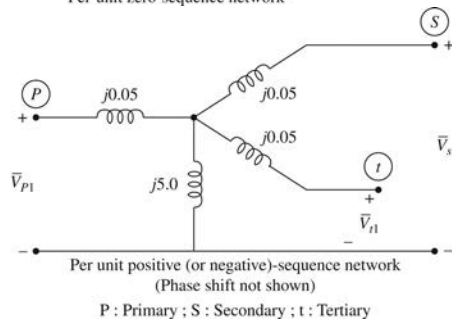 Per unit zero-sequence network
S
+
j0.05
P
j0.05
j0.05
+
V̅s
j5.0
t
V̅P1
+
V̅t1
–
–
–
Per unit positive (or negative)-sequence network
(Phase shift not shown)
P : Primary ; S : Secondary ; t : Tertiary